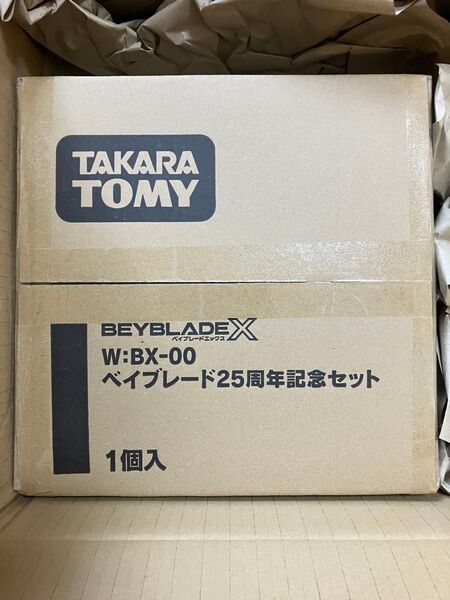 TAKARA
TOMY
BEYBLADE X
ベイブレードエックス
W:BX-00
ベイブレード25周年記念セット
1個入